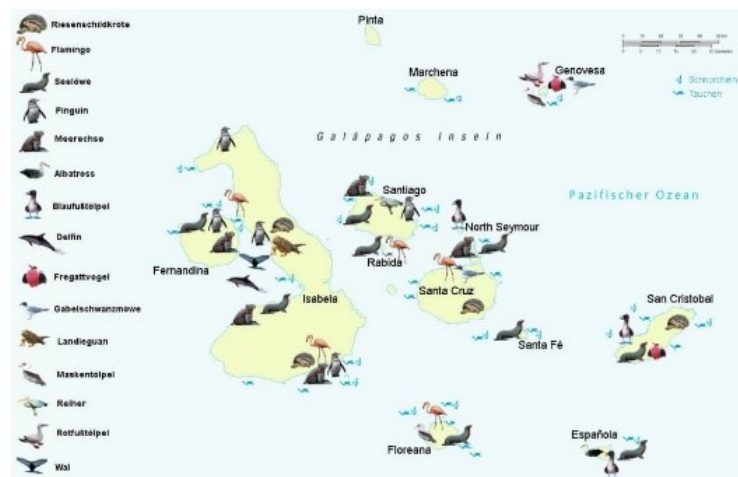 Riesenschildkröte
Flamingo
Seelöwe
Pinguin
Meerechse
Albatross
Blaufußtölpel
Delfin
Fregattvogel
Gabelschwanzmöwe
Landleguan
Maskentölpel
Reiher
Rotfußtölpel
Wal
Pinta
Marchena
Genovesa
Schnorcheln
Tauchen
Galápagos Inseln
Pazifischer Ozean
Santiago
North Seymour
Rabida
Fernandina
Isabela
Santa Cruz
San Cristobal
Santa Fé
Floreana
Española